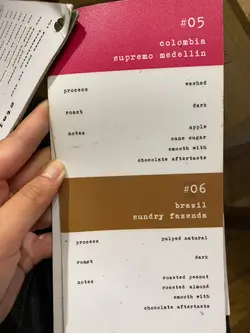 #05
colombia
supremo medellin
process washed
roast dark
notes apple
cane sugar
smooth with
chocolate aftertaste
#06
brazil
sundry fazenda
process pulped natural
roast dark
notes roasted peanut
roasted almond
smooth with
chocolate aftertaste